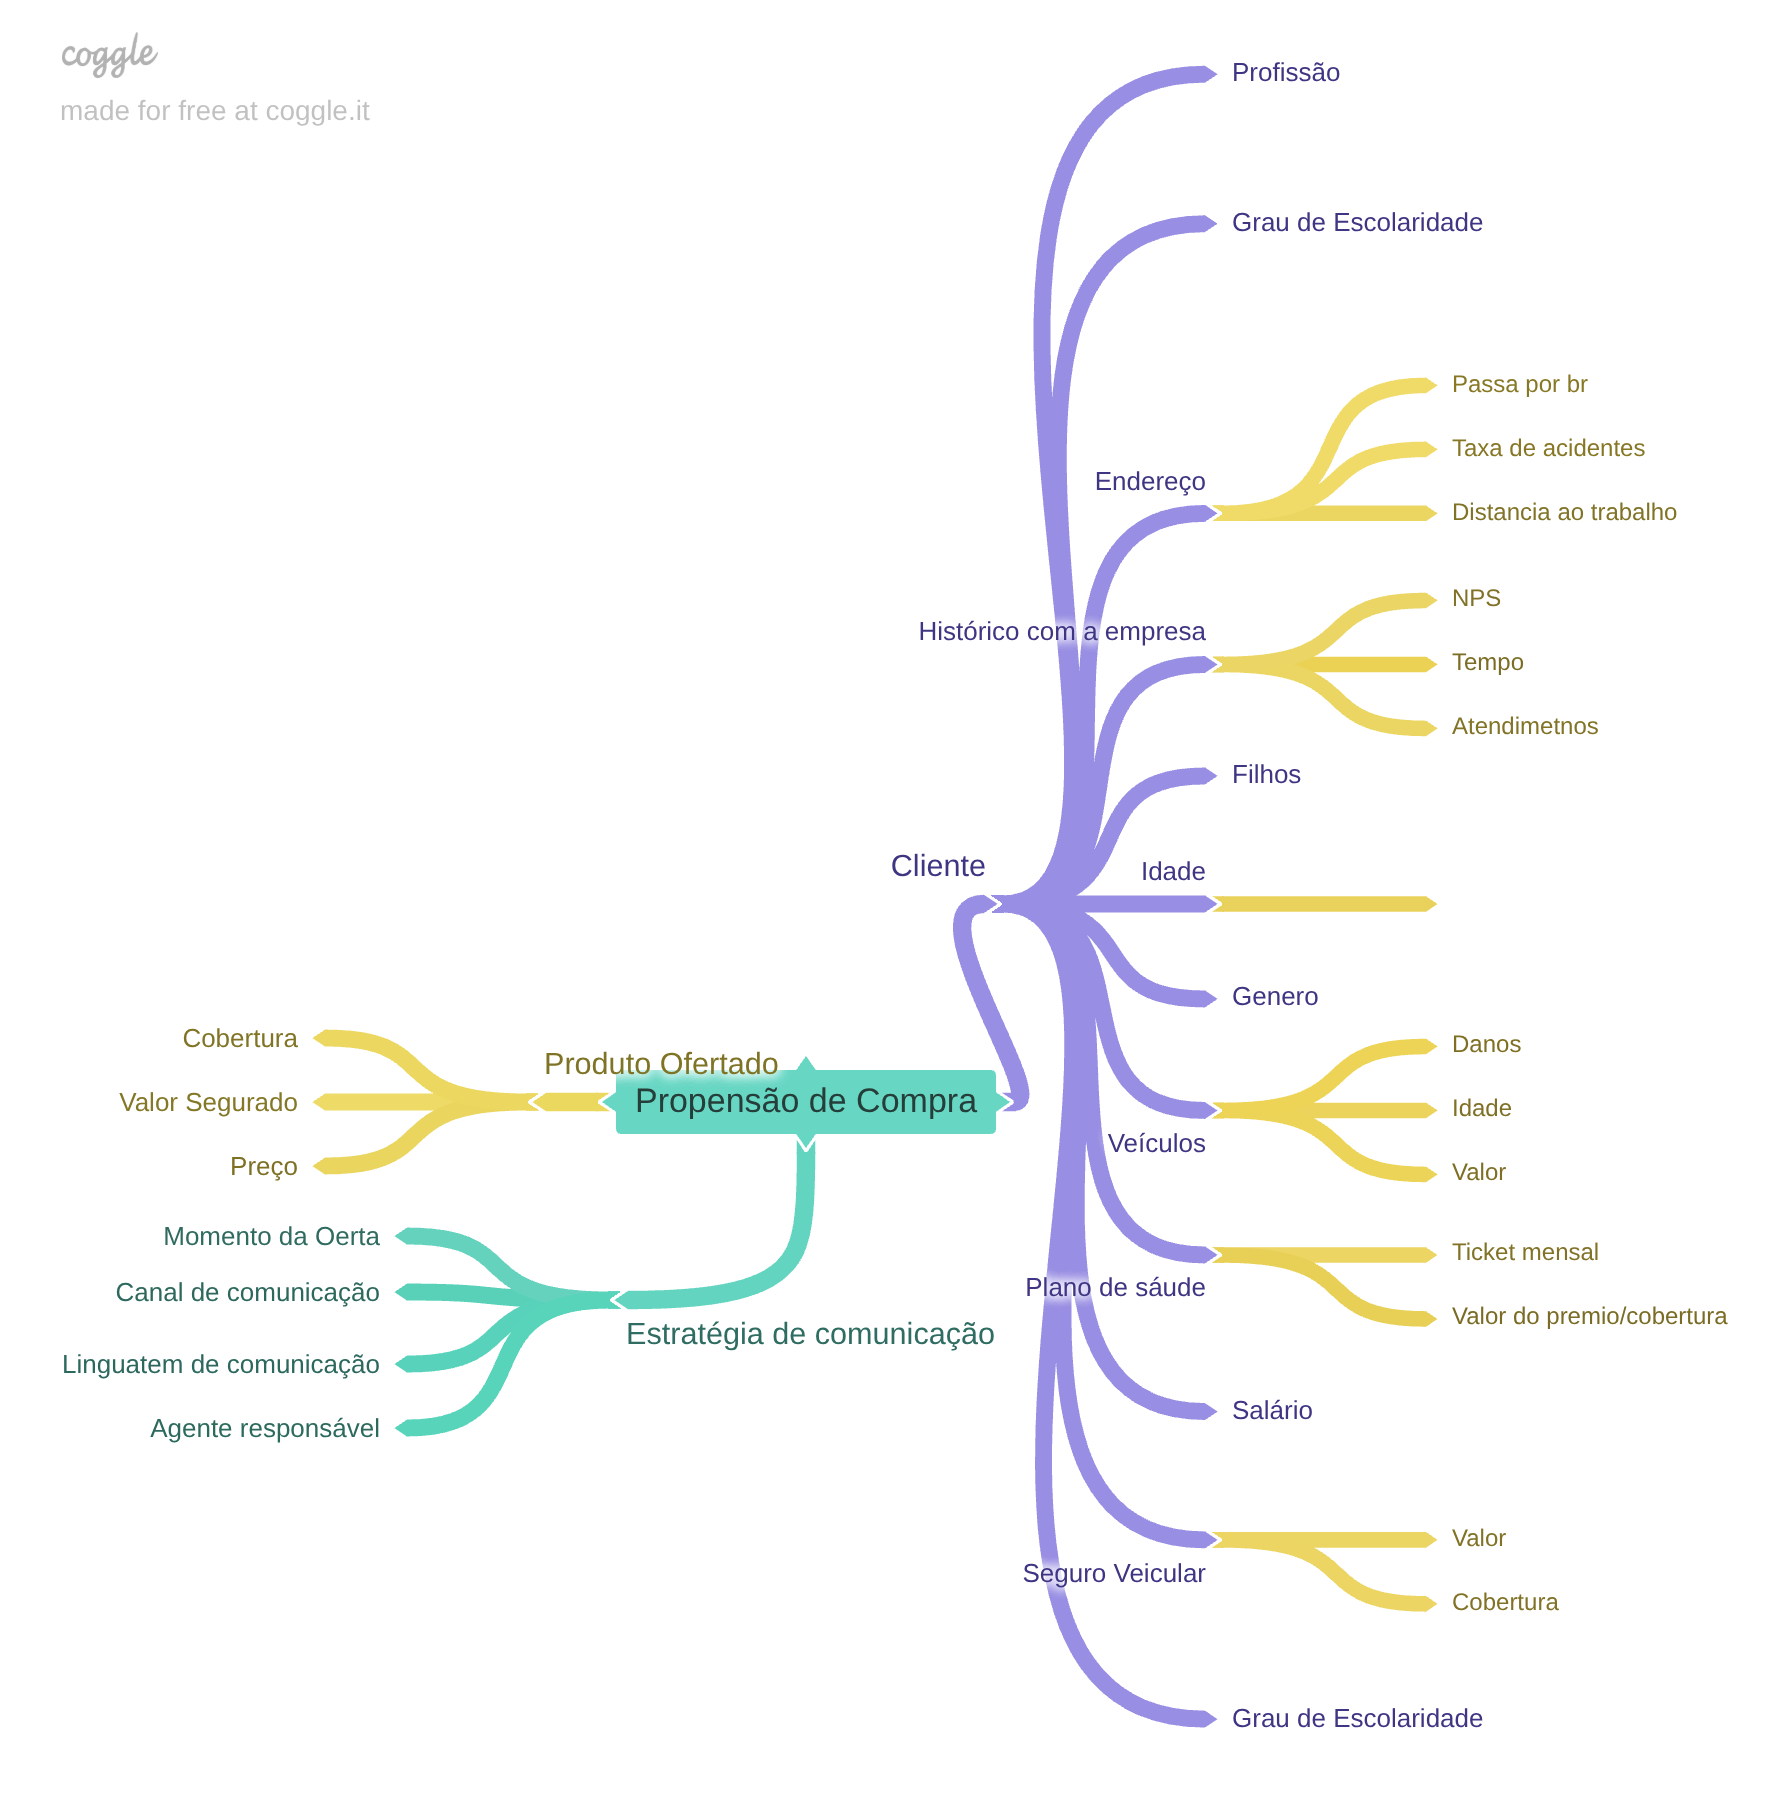 coggle
made for free at coggle.it
Profissão
Grau de Escolaridade
Endereço
Passa por br
Taxa de acidentes
Distancia ao trabalho
Histórico com a empresa
NPS
Tempo
Atendimetnos
Filhos
Cliente
Idade
Genero
Veículos
Danos
Idade
Valor
Plano de sáude
Ticket mensal
Valor do premio/cobertura
Salário
Seguro Veicular
Valor
Cobertura
Grau de Escolaridade
Propensão de Compra
Produto Ofertado
Cobertura
Valor Segurado
Preço
Estratégia de comunicação
Momento da Oerta
Canal de comunicação
Linguatem de comunicação
Agente responsável